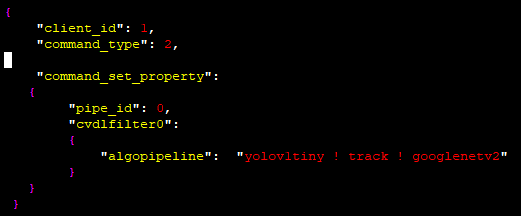 {
"client_id": 1,
"command_type": 2,
"command_set_property":
{
"pipe_id": 0,
"cvdlfilter0":
{
"algopipeline": "yolov1tiny ! track ! googlenetv2"
}
}
}